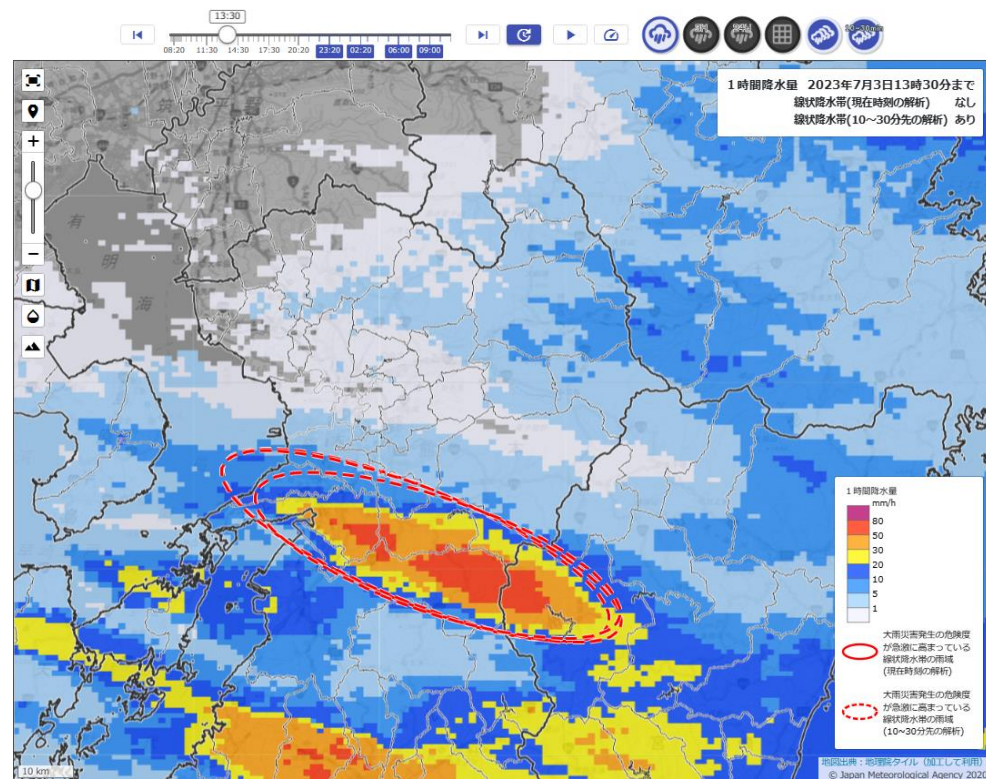 13:30
08:20 11:30 14:30 17:30 20:20 23:20 02:20 06:00 09:00
1時間降水量 2023年7月3日13時30分まで
線状降水帯(現在時刻の解析) なし
線状降水帯(10～30分先の解析) あり
有
明
海
1時間降水量
mm/h
80
50
30
20
10
5
1
大雨災害発生の危険度
が急激に高まっている
線状降水帯の雨域
(現在時刻の解析)
大雨災害発生の危険度
が急激に高まっている
線状降水帯の雨域
(10~30分先の解析)
10 km
地図出典：地理院タイル（加工して利用）
© Japan Meteorological Agency 202